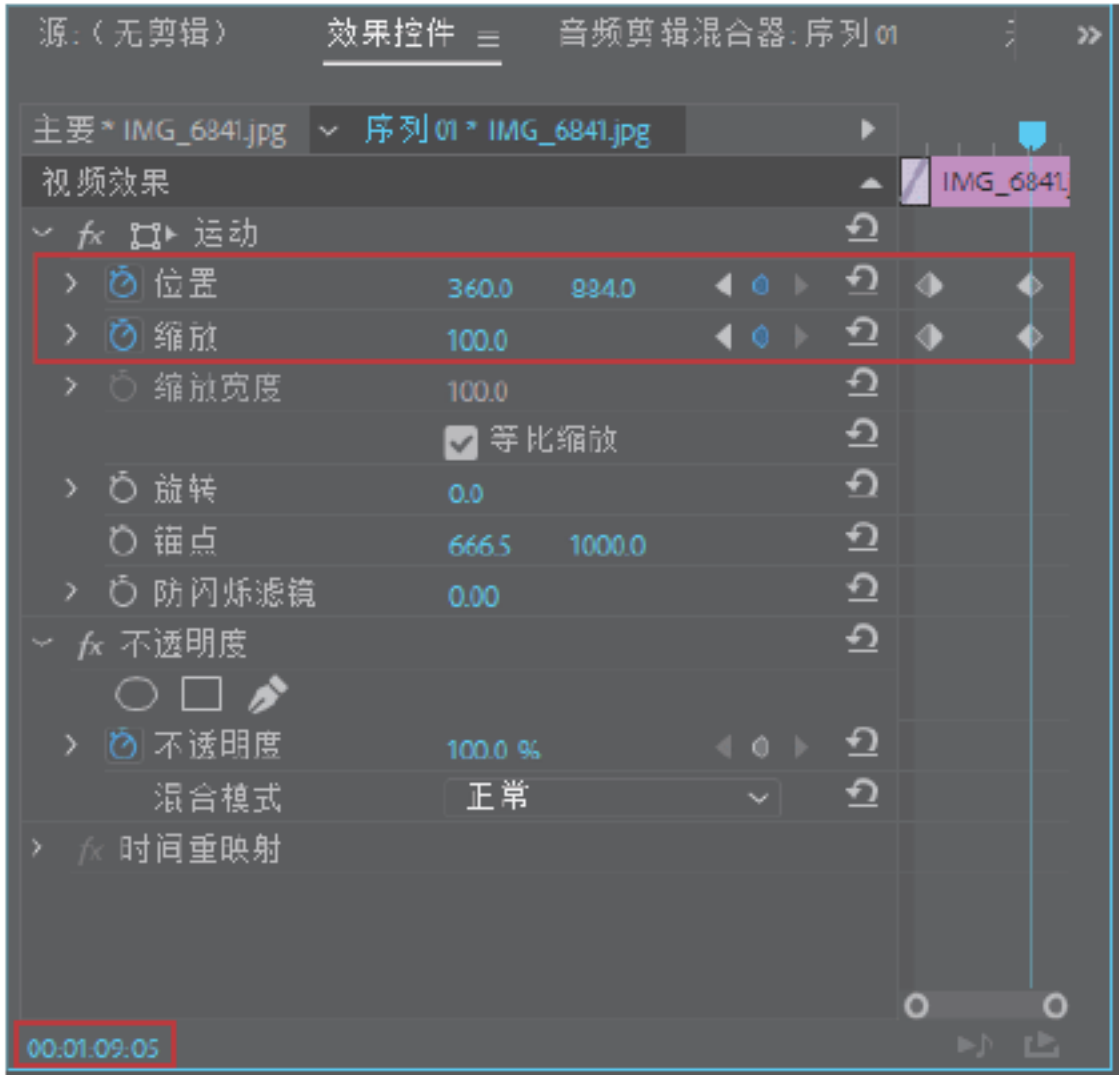 源:（无剪辑） 效果控件 音频剪辑混合器:序列 01
主要 * IMG_6841.jpg 序列 01 * IMG_6841.jpg
视频效果 IMG_6841.j
fx 运动
位置 360.0 884.0
缩放 100.0
缩放宽度 100.0
等比缩放
旋转 0.0
锚点 666.5 1000.0
防闪烁滤镜 0.00
fx 不透明度
不透明度 100.0 %
混合模式 正常
fx 时间重映射
00:01:09:05